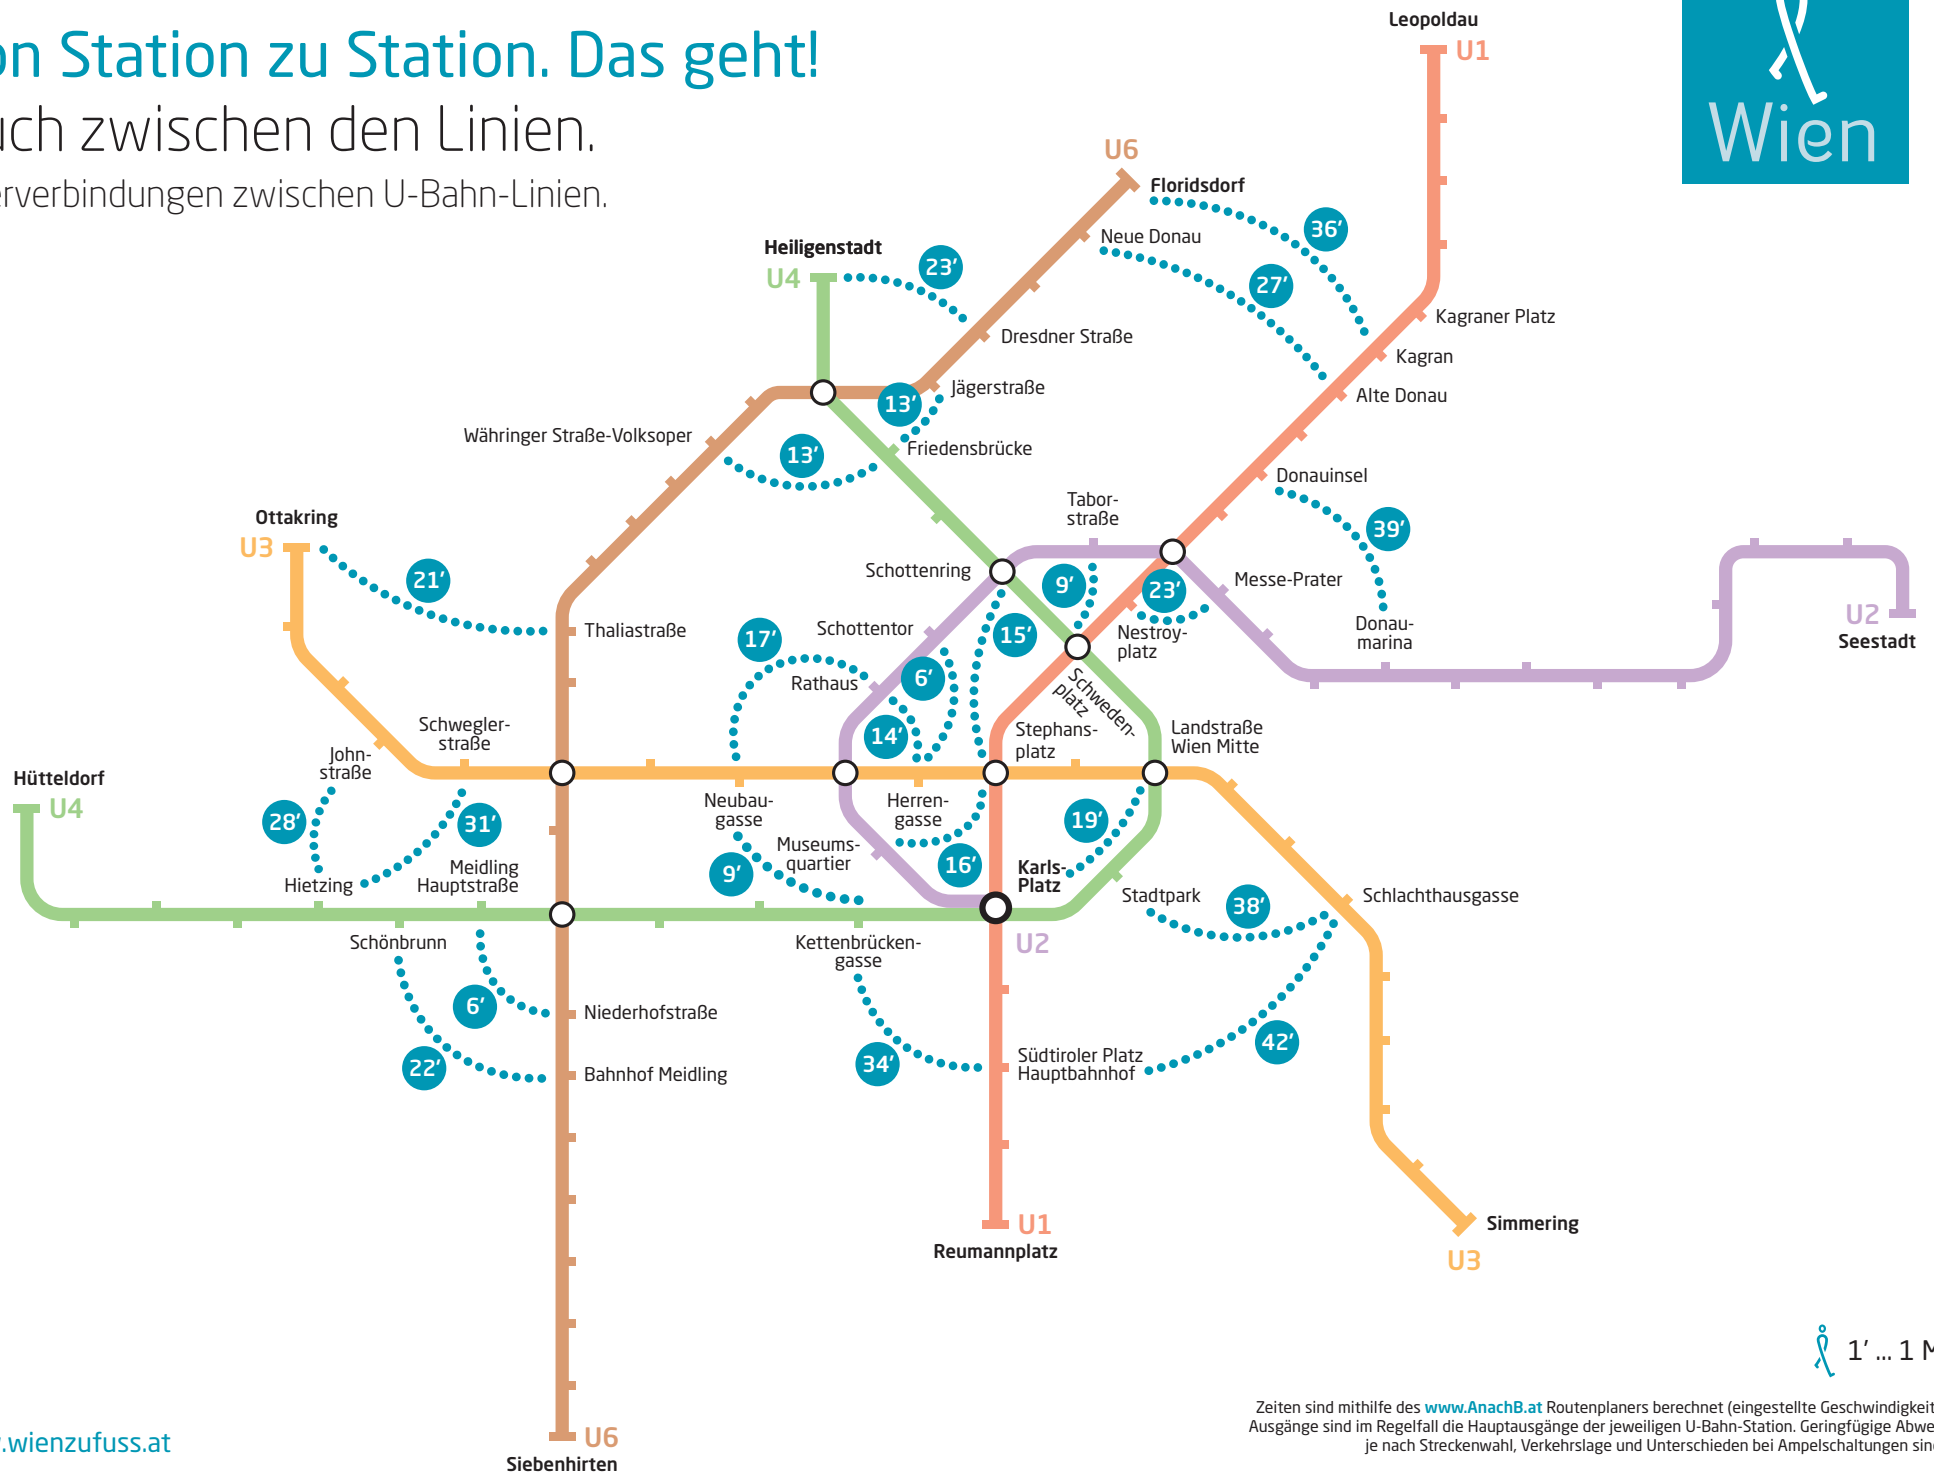 on Station zu Station. Das geht!
uch zwischen den Linien.
erverbindungen zwischen U-Bahn-Linien.
Wien
Leopoldau
U1
U6
Floridsdorf
36’
Neue Donau
27’
Heiligenstadt
U4
23’
Kagraner Platz
Dresdner Straße
Kagran
Jägerstraße
Alte Donau
13’
Währinger Straße-Volksoper
Friedensbrücke
13’
Donauinsel
Tabor-
straße
Ottakring
U3
39’
Schottenring
21’
9’
23’
Messe-Prater
U2
Seestadt
Thaliastraße
Schottentor
17’
15’
Nestroy-
platz
Donau-
marina
Rathaus
6’
Schweden-
platz
14’
Stephans-
platz
Landstraße
Wien Mitte
Schwegler-
straße
John-
straße
Hütteldorf
U4
Neubau-
gasse
Herren-
gasse
28’
31’
19’
Museums-
quartier
Meidling
Hauptstraße
9’
16’
Karls-
Platz
Hietzing
Stadtpark
38’
Schlachthausgasse
Schönbrunn
Kettenbrücken-
gasse
U2
6’
Niederhofstraße
22’
Bahnhof Meidling
34’
Südtiroler Platz
Hauptbahnhof
42’
U1
Reumannplatz
Simmering
U3
1’ ... 1 M
Zeiten sind mithilfe des www.AnachB.at Routenplaners berechnet (eingestellte Geschwindigkeit
Ausgänge sind im Regelfall die Hauptausgänge der jeweiligen U-Bahn-Station. Geringfügige Abwe
je nach Streckenwahl, Verkehrslage und Unterschieden bei Ampelschaltungen sind
.wienzufuss.at
U6
Siebenhirten